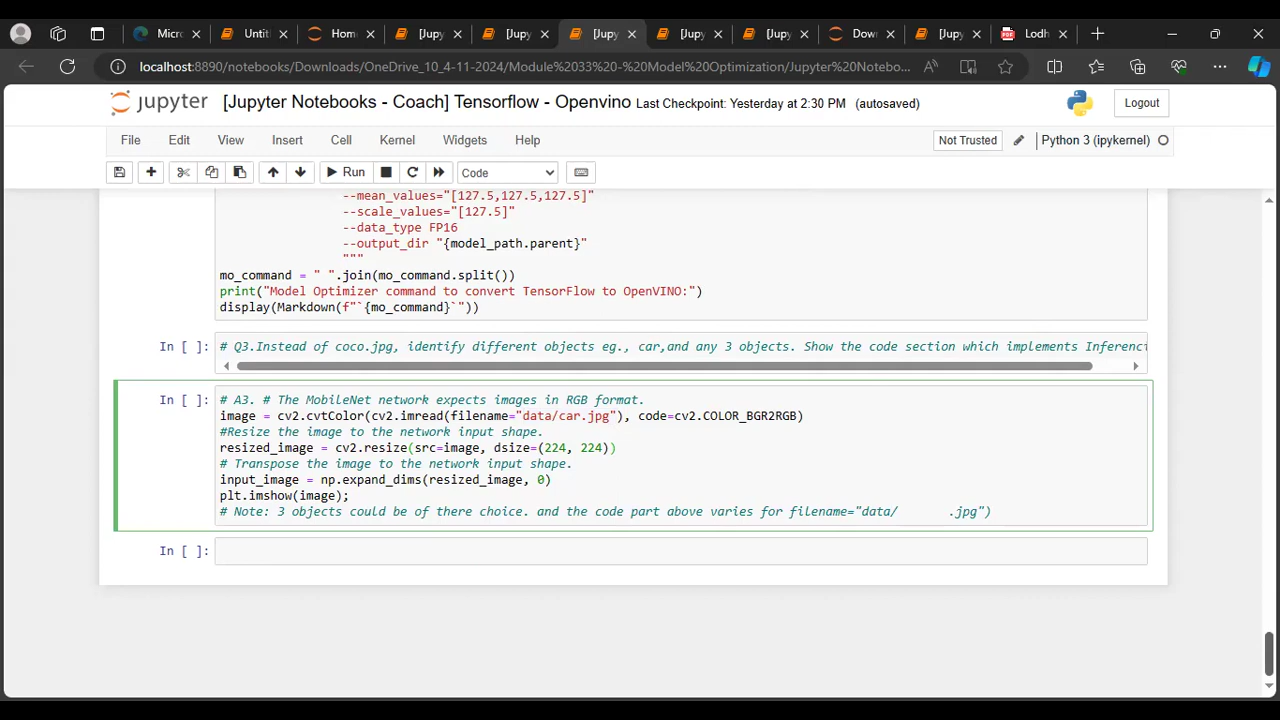 Micro
Untit
Hom
[Jupy
[Jupy
[Jupy
[Jupy
[Jupy
Dow
[Jupy
Lodh
localhost:8890/notebooks/Downloads/OneDrive_10_4-11-2024/Module%2033%20-%20Model%20Optimization/Jupyter%20Notebo...
jupyter [Jupyter Notebooks - Coach] Tensorflow - Openvino Last Checkpoint: Yesterday at 2:30 PM (autosaved)
Logout
File Edit View Insert Cell Kernel Widgets Help
Not Trusted
Python 3 (ipykernel)
Run
Code
--mean_values="[127.5,127.5,127.5]"
--scale_values="[127.5]"
--data_type FP16
--output_dir "{model_path.parent}"
"""
mo_command = " ".join(mo_command.split())
print("Model Optimizer command to convert TensorFlow to OpenVINO:")
display(Markdown(f"`{mo_command}`"))
In [ ]: # Q3.Instead of coco.jpg, identify different objects eg., car,and any 3 objects. Show the code section which implements Inferenci
In [ ]: # A3. # The MobileNet network expects images in RGB format.
image = cv2.cvtColor(cv2.imread(filename="data/car.jpg"), code=cv2.COLOR_BGR2RGB)
#Resize the image to the network input shape.
resized_image = cv2.resize(src=image, dsize=(224, 224))
# Transpose the image to the network input shape.
input_image = np.expand_dims(resized_image, 0)
plt.imshow(image);
# Note: 3 objects could be of there choice. and the code part above varies for filename="data/ .jpg")
In [ ]: